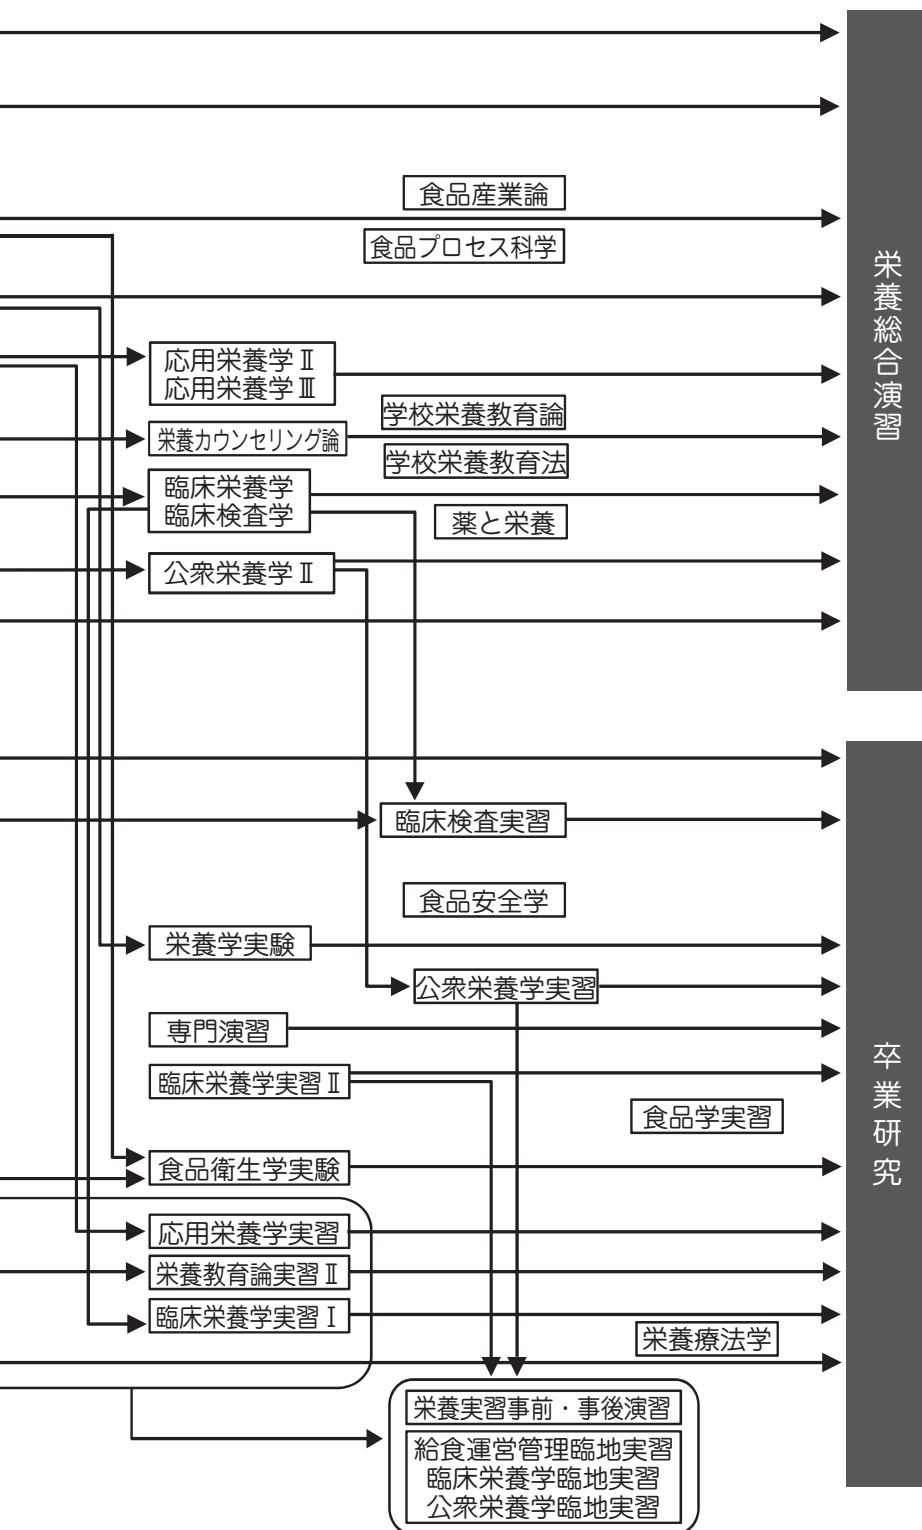 食品産業論
食品プロセス科学
栄養総合演習
応用栄養学Ⅱ
応用栄養学Ⅲ
学校栄養教育論
栄養カウンセリング論
学校栄養教育法
臨床栄養学
臨床検査学
薬と栄養
公衆栄養学Ⅱ
臨床検査実習
食品安全学
栄養学実験
公衆栄養学実習
専門演習
臨床栄養学実習Ⅱ
卒業研究
食品学実習
食品衛生学実験
応用栄養学実習
栄養教育論実習Ⅱ
臨床栄養学実習Ⅰ
栄養療法学
栄養実習事前・事後演習
給食運営管理臨地実習
臨床栄養学臨地実習
公衆栄養学臨地実習